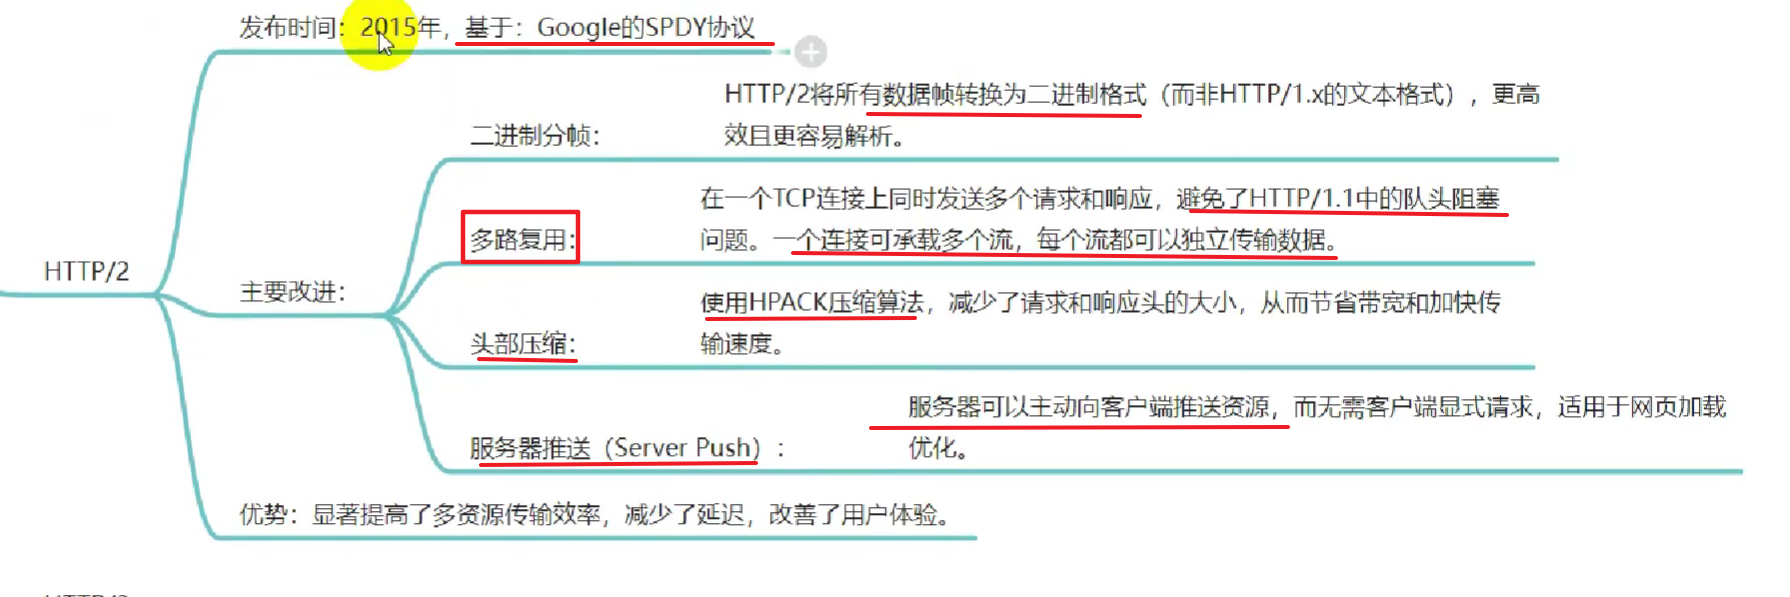 发布时间：2015年，基于：Google的SPDY协议
HTTP/2将所有数据帧转换为二进制格式（而非HTTP/1.x的文本格式），更高
二进制分帧：
效且更容易解析。
在一个TCP连接上同时发送多个请求和响应，避免了HTTP/1.1中的队头阻塞
多路复用：
问题。一个连接可承载多个流，每个流都可以独立传输数据。
HTTP/2
主要改进：
使用HPACK压缩算法，减少了请求和响应头的大小，从而节省带宽和加快传
头部压缩：
输速度。
服务器可以主动向客户端推送资源，而无需客户端显式请求，适用于网页加载
服务器推送（Server Push）：
优化。
优势：显著提高了多资源传输效率，减少了延迟，改善了用户体验。